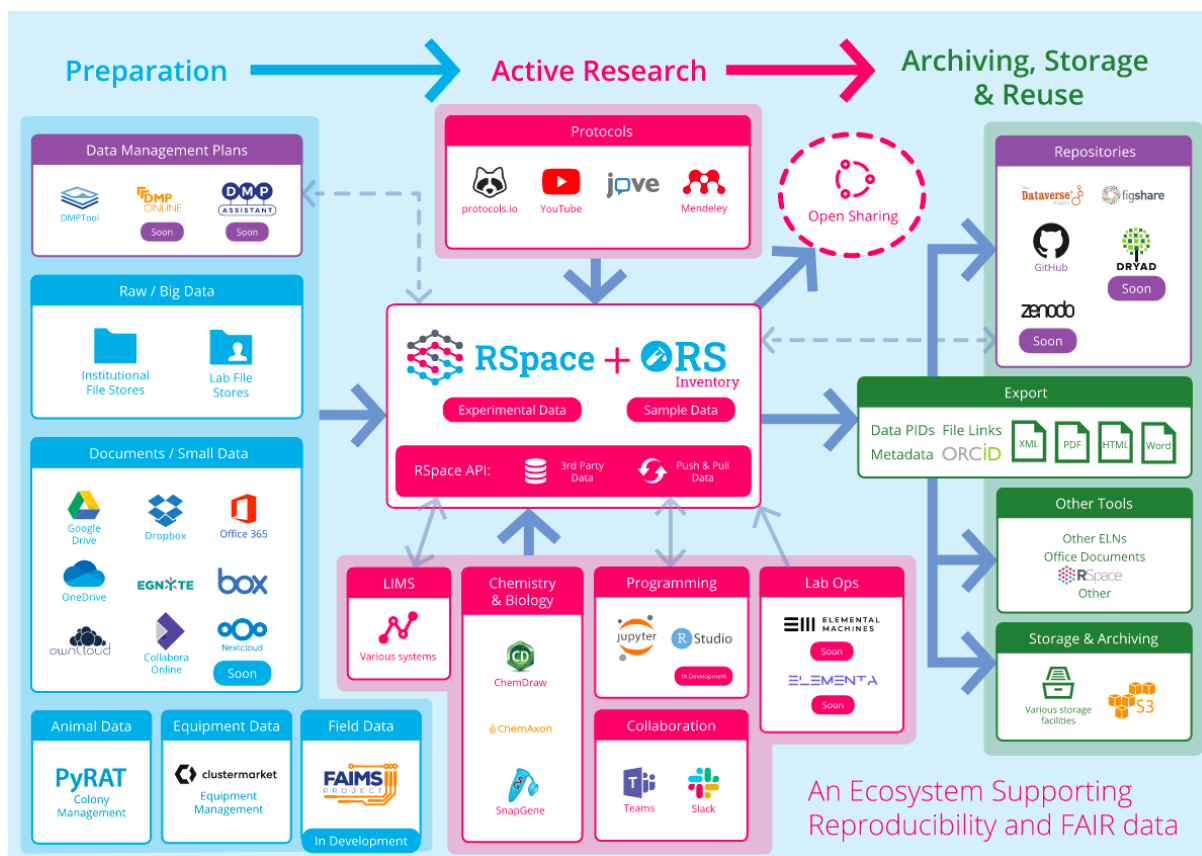 Preparation
Active Research
Archiving, Storage
& Reuse
Data Management Plans
DMPTool
DMP
ONLINE
Soon
DMP
ASSISTANT
Soon
Raw / Big Data
Institutional
File Stores
Lab File
Stores
Documents / Small Data
Google
Drive
Dropbox
Office 365
OneDrive
EGNYTE
box
ownCloud
Collabora
Online
Nextcloud
Soon
Animal Data
PyRAT
Colony
Management
Equipment Data
clustermarket
Equipment
Management
Field Data
FAIMS
PROJECT
In Development
Protocols
protocols.io
YouTube
jove
Mendeley
Open Sharing
RSpace + RS
Inventory
Experimental Data
Sample Data
RSpace API:
3rd Party
Data
Push & Pull
Data
LIMS
Various systems
Chemistry
& Biology
CD
ChemDraw
ChemAxon
SnapGene
Programming
jupyter
R Studio
In Development
Collaboration
Teams
Slack
Lab Ops
ELEMENTAL
MACHINES
Soon
ELEMENTA
Soon
Repositories
The
Dataverse
Project
figshare
GitHub
DRYAD
Soon
zenodo
Soon
Export
Data PIDs File Links
Metadata ORCiD
XML
PDF
HTML
Word
Other Tools
Other ELNs
Office Documents
RSpace
Other
Storage & Archiving
Various storage
facilities
S3
An Ecosystem Supporting
Reproducibility and FAIR data